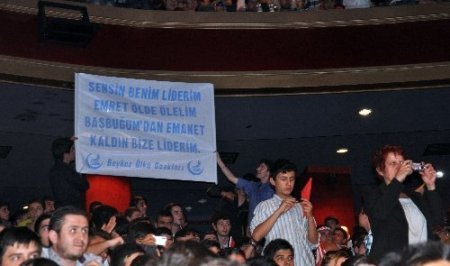 SENSİN BENİM LİDERİM
EMRET ÖLDE ÖLELİM
BAŞBUĞUM'DAN EMANET
KALDIN BİZE LİDERİM.
Beykoz Ülkü Ocakları